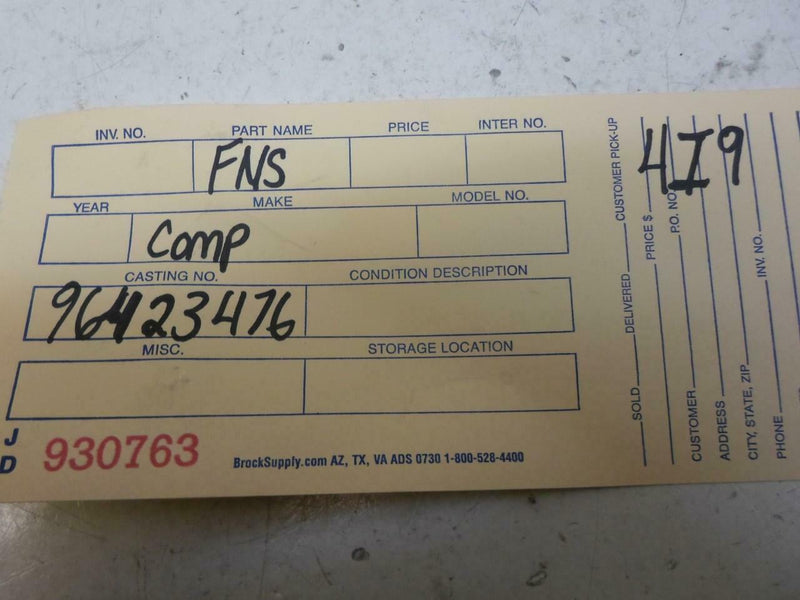 INV. NO. PART NAME PRICE INTER NO.
FNS
YEAR MAKE MODEL NO.
Comp
CASTING NO. CONDITION DESCRIPTION
96423476
MISC. STORAGE LOCATION
J
D 930763 BrockSupply.com AZ, TX, VA ADS 0730 1-800-528-4400
SOLD DELIVERED CUSTOMER PICK-UP
PRICE $
P.O. NO.
CUSTOMER
ADDRESS
CITY, STATE, ZIP
INV. NO.
PHONE
4I9